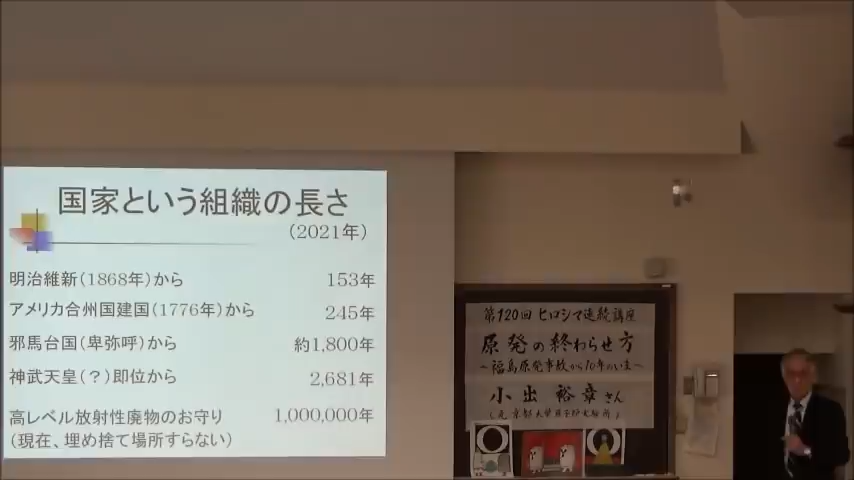 国家という組織の長さ
(2021年)
明治維新(1868年)から 153年
アメリカ合州国建国(1776年)から 245年
邪馬台国(卑弥呼)から 約1,800年
神武天皇(?)即位から 2,681年
高レベル放射性廃物のお守り 1,000,000年
(現在、埋め捨て場所すらない)
第120回 ヒロシマ連続講座
原発の終わらせ方
〜福島原発事故から10年のいま〜
小出裕章さん